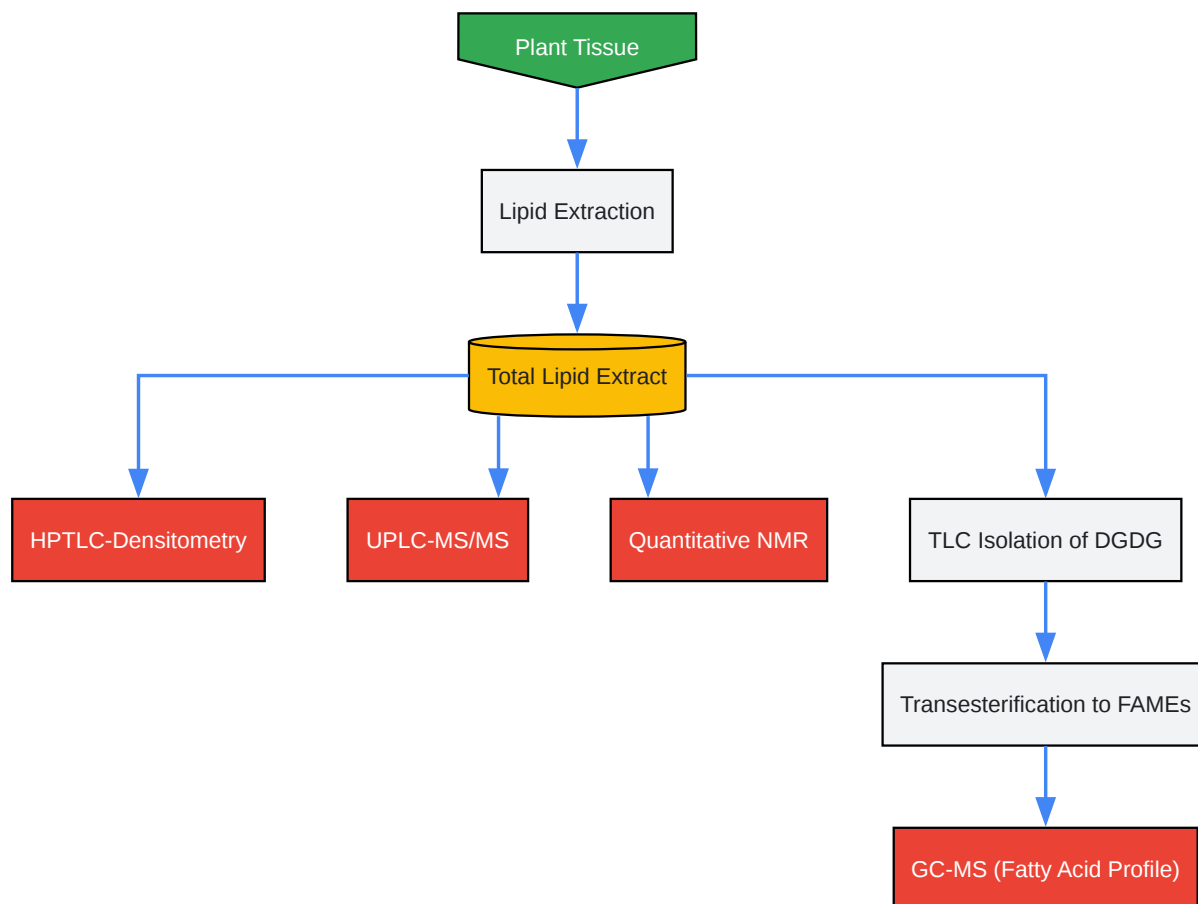 Plant Tissue
Lipid Extraction
Total Lipid Extract
HPTLC-Densitometry
UPLC-MS/MS
Quantitative NMR
TLC Isolation of DGDG
Transesterification to FAMEs
GC-MS (Fatty Acid Profile)